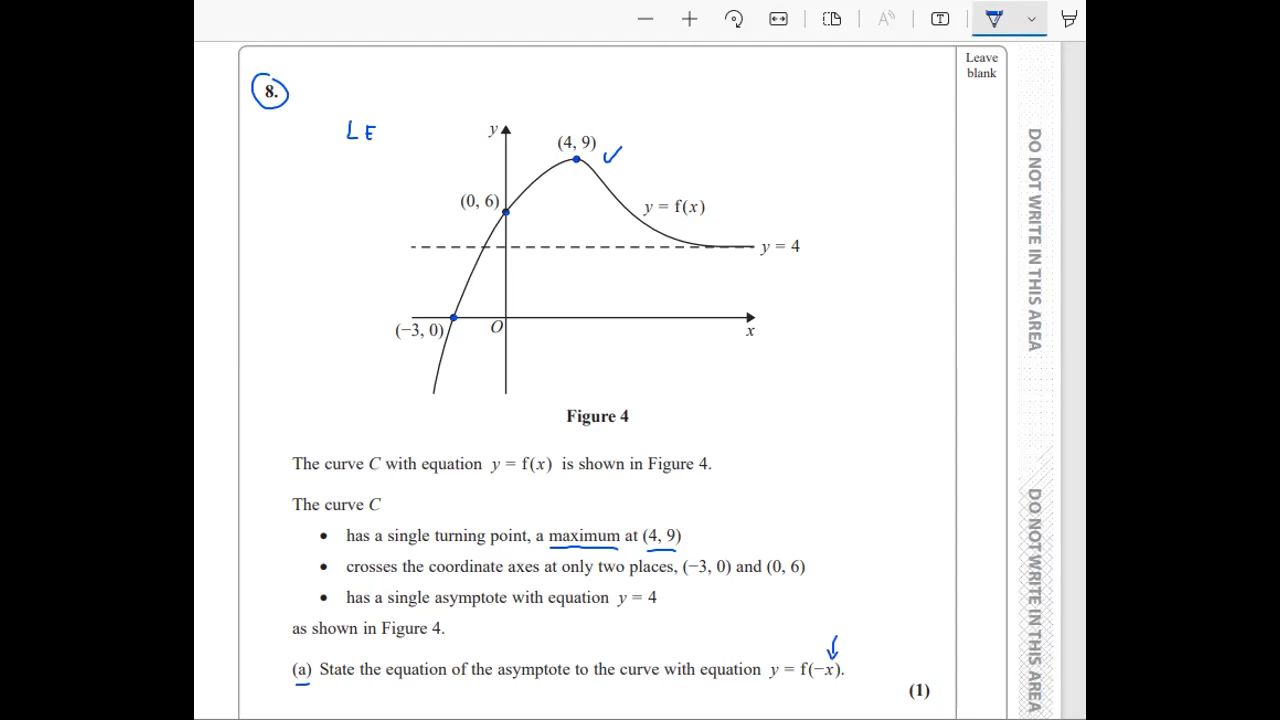 Leave
blank
8.
L E
y
(4, 9)
(0, 6)
y = f(x)
y = 4
(−3, 0)
O
x
Figure 4
The curve C with equation y = f(x) is shown in Figure 4.
The curve C
• has a single turning point, a maximum at (4, 9)
• crosses the coordinate axes at only two places, (−3, 0) and (0, 6)
• has a single asymptote with equation y = 4
as shown in Figure 4.
(a) State the equation of the asymptote to the curve with equation y = f(−x).
(1)
DO NOT WRITE IN THIS AREA
DO NOT WRITE IN THIS AREA